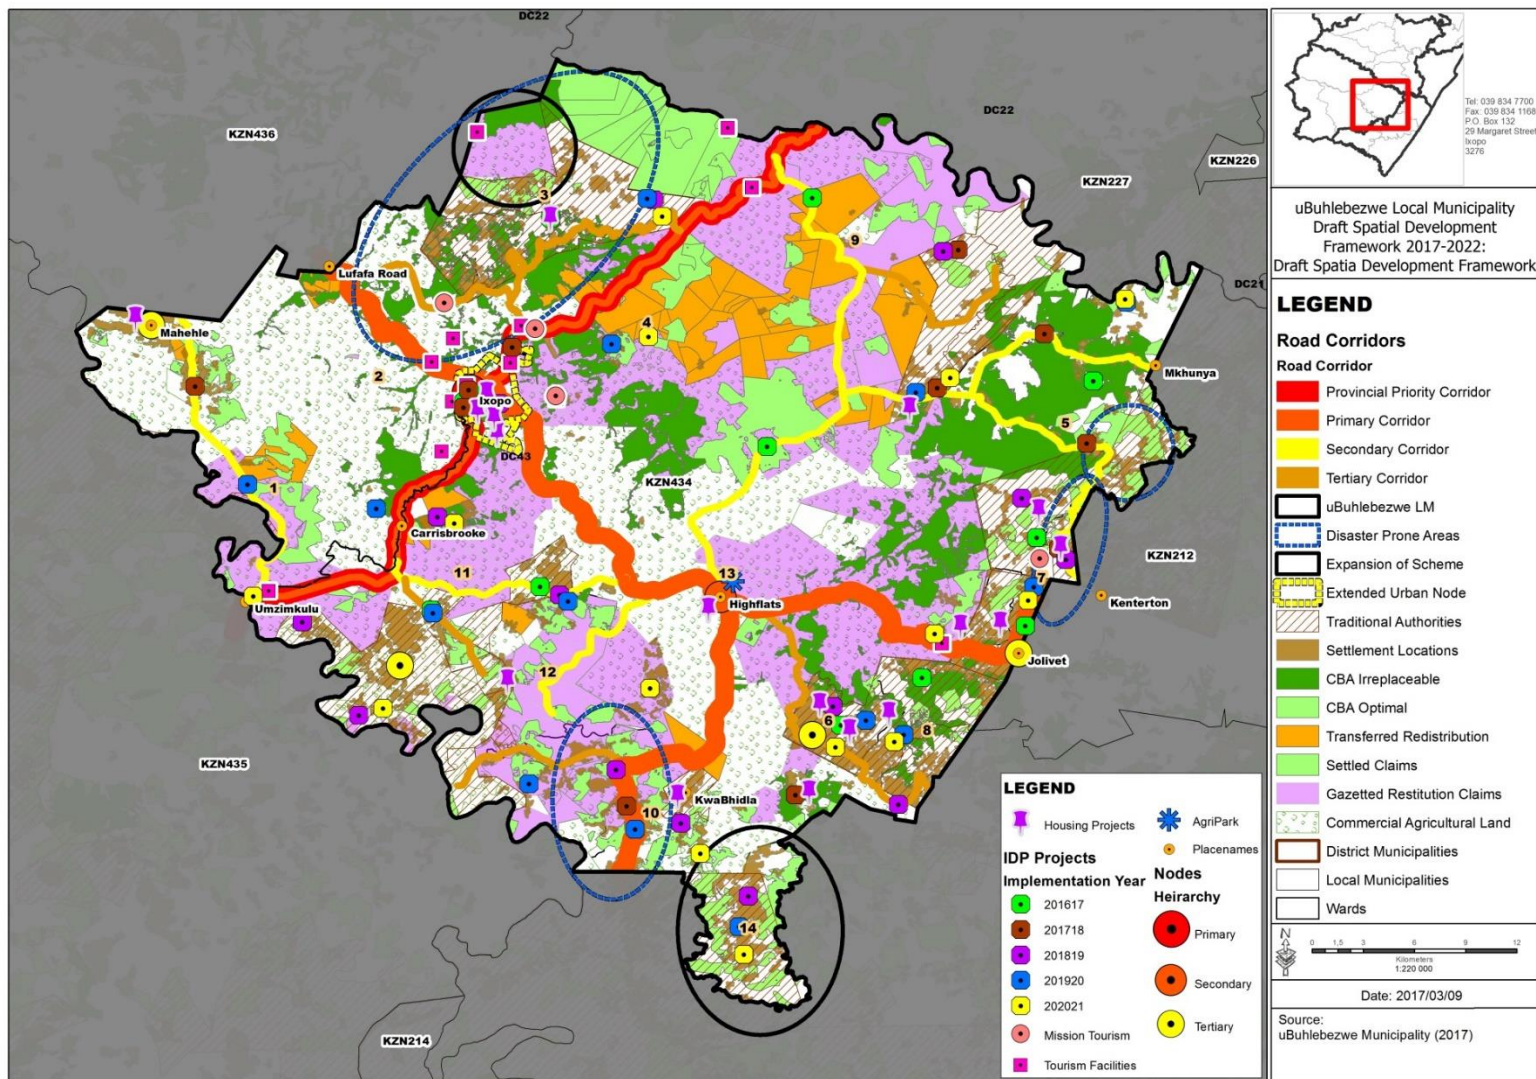 DC22
KZN436
DC22
KZN226
KZN227
DC21
3
9
Lufafa Road
Mahehle
4
2
Mkhunya
Ixopo
5
DC43
KZN434
1
Carrisbrooke
KZN212
11
13
7
Highflats
Kenterton
Umzimkulu
Jolivet
12
6
8
KZN435
KwaBhidla
10
14
KZN214
LEGEND
Housing Projects
AgriPark
Placenames
IDP Projects
Implementation Year
201617
201718
201819
201920
202021
Mission Tourism
Tourism Facilities
Nodes
Heirarchy
Primary
Secondary
Tertiary
Tel: 039 834 7700
Fax: 039 834 1168
P.O. Box 132
29 Margaret Street
Ixopo
3276
uBuhlebezwe Local Municipality
Draft Spatial Development
Framework 2017-2022:
Draft Spatia Development Framework
LEGEND
Road Corridors
Road Corridor
Provincial Priority Corridor
Primary Corridor
Secondary Corridor
Tertiary Corridor
uBuhlebezwe LM
Disaster Prone Areas
Expansion of Scheme
Extended Urban Node
Traditional Authorities
Settlement Locations
CBA Irreplaceable
CBA Optimal
Transferred Redistribution
Settled Claims
Gazetted Restitution Claims
Commercial Agricultural Land
District Municipalities
Local Municipalities
Wards
N
0 1,5 3 6 9 12
Kilometers
1:220 000
Date: 2017/03/09
Source:
uBuhlebezwe Municipality (2017)